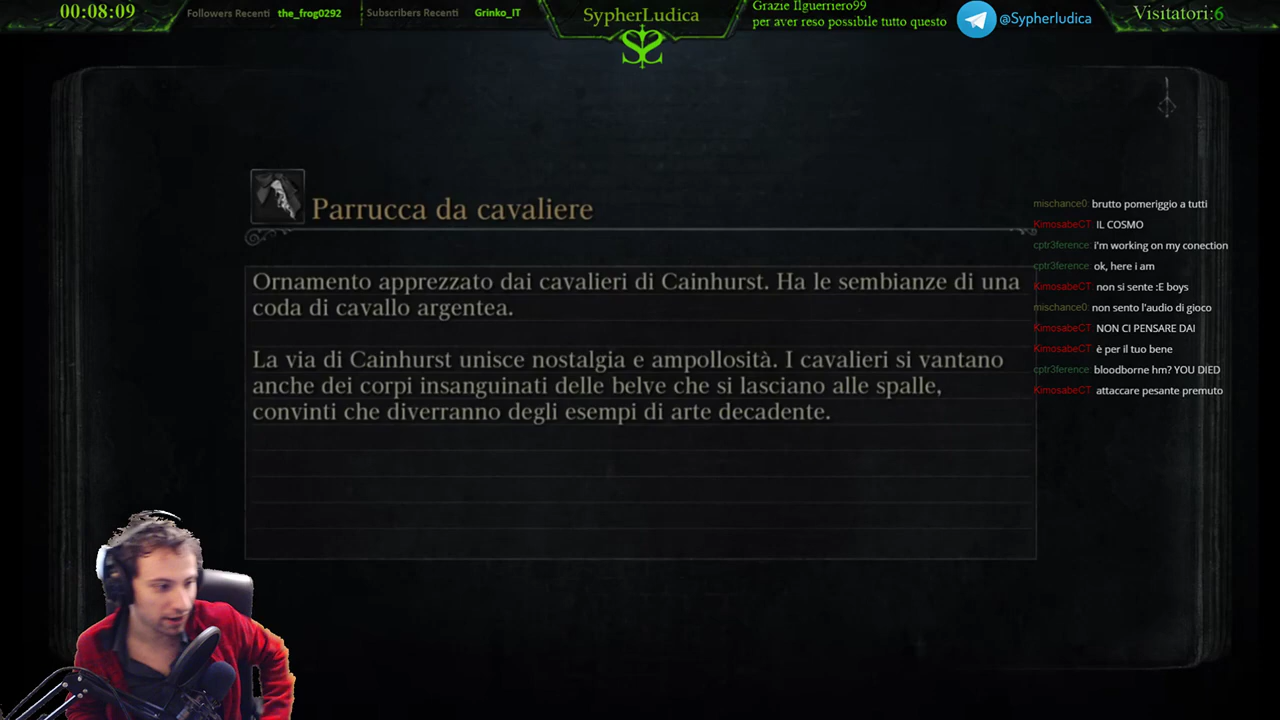 00:08:09
Followers Recenti the_frog0292
Subscribers Recenti Grinko_IT
SypherLudica
Grazie Ilguerriero99
per aver reso possibile tutto questo
@Sypherludica
Visitatori:6
Parrucca da cavaliere
Ornamento apprezzato dai cavalieri di Cainhurst. Ha le sembianze di una
coda di cavallo argentea.
La via di Cainhurst unisce nostalgia e ampollosità. I cavalieri si vantano
anche dei corpi insanguinati delle belve che si lasciano alle spalle,
convinti che diverranno degli esempi di arte decadente.
mischance0: brutto pomeriggio a tutti
KimosabeCT: IL COSMO
cptr3ference: i'm working on my conection
cptr3ference: ok, here i am
KimosabeCT: non si sente :E boys
mischance0: non sento l'audio di gioco
KimosabeCT: NON CI PENSARE DAI
KimosabeCT: è per il tuo bene
cptr3ference: bloodborne hm? YOU DIED
KimosabeCT: attaccare pesante premuto